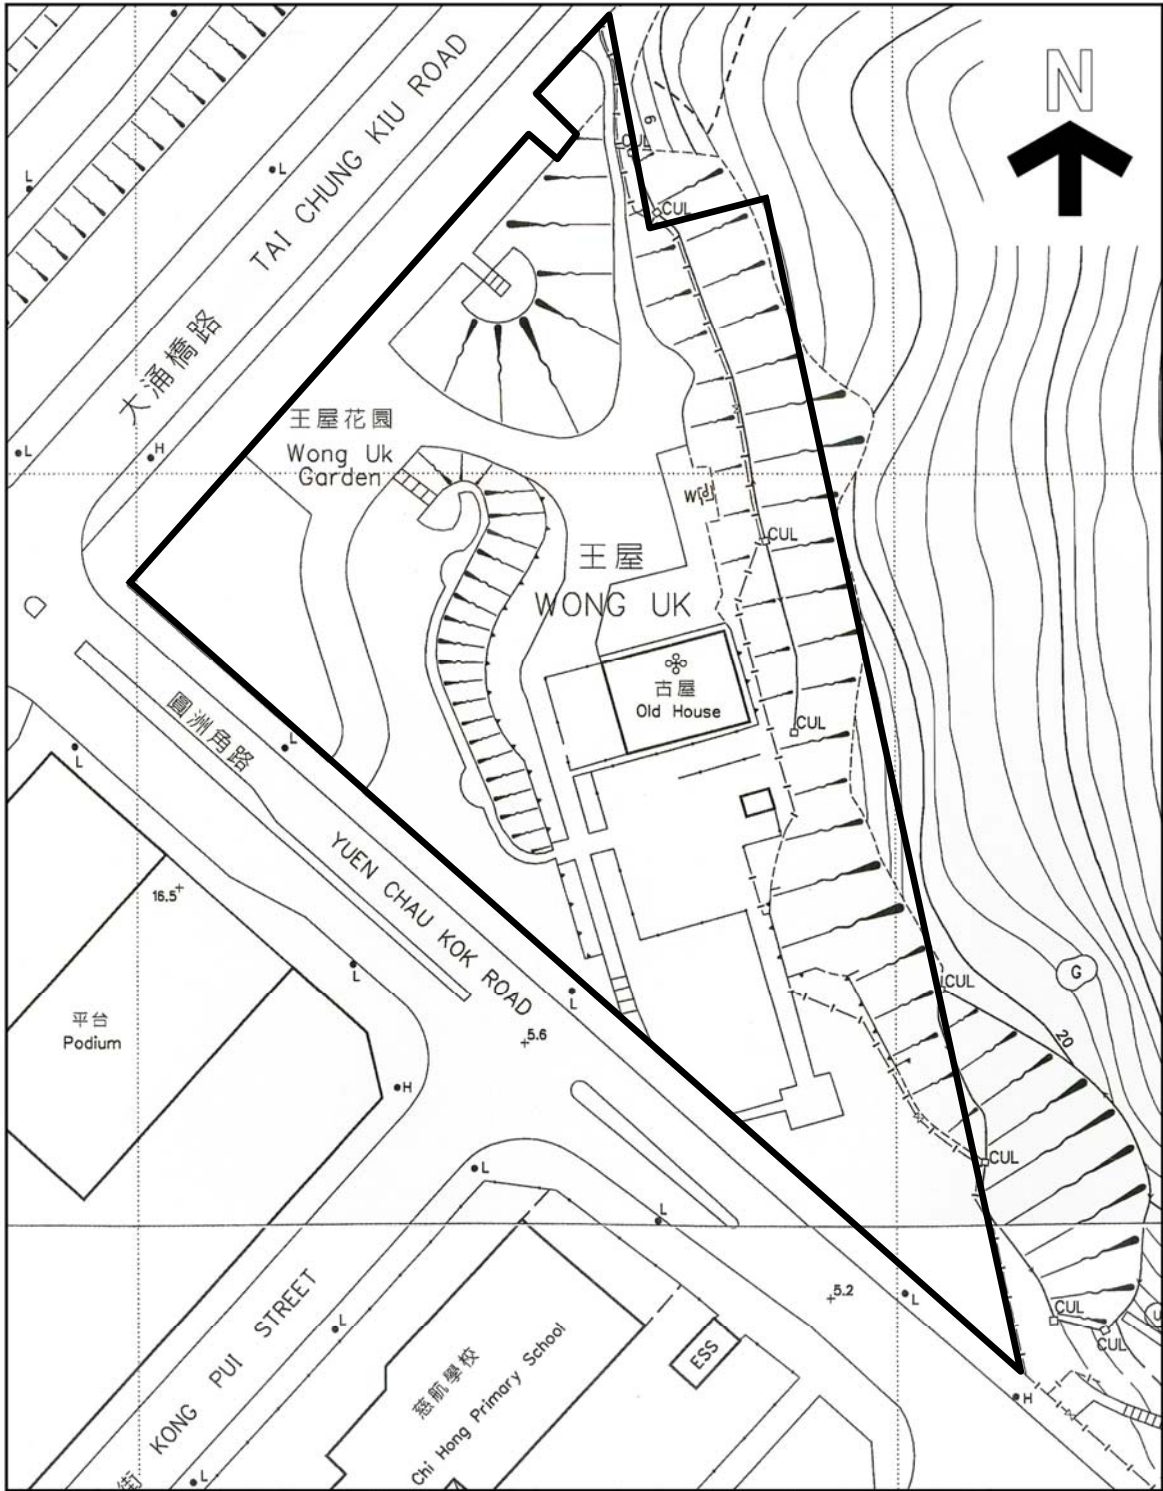 N
L
L
TAI CHUNG KIU ROAD
大涌橋路
6
CUL
CUL
L
H
王屋花園
Wong Uk
Garden
W
CUL
王屋
WONG UK
古屋
Old House
CUL
圓洲角路
L
L
YUEN CHAU KOK ROAD
16.5
L
L
5.6
平台
Podium
CUL
G
20
H
CUL
L
L
5.2
L
CUL
CUL
U
街 KONG PUI STREET
L
慈航學校
Chi Hong Primary School
ESS
H
L